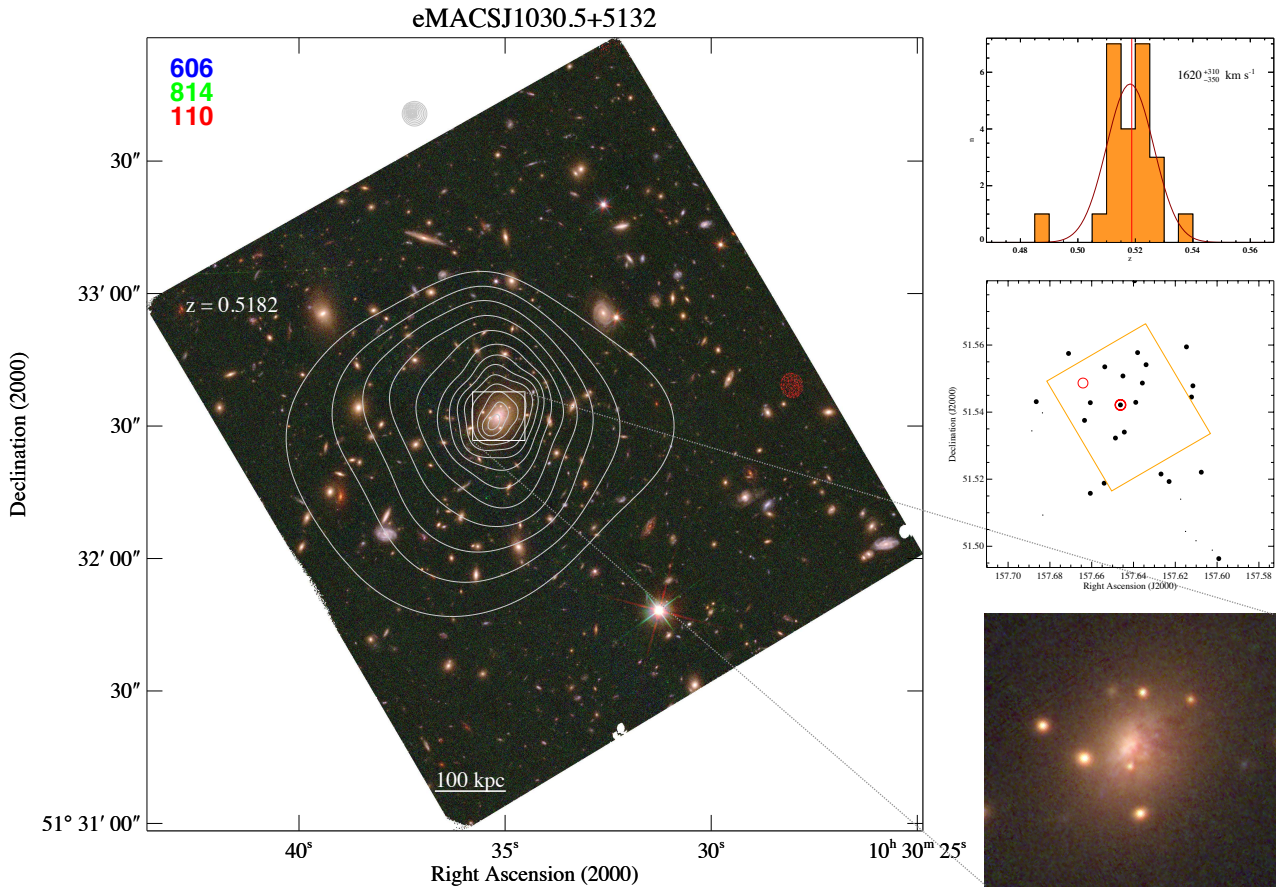 eMACSJ1030.5+5132
606
814
110
z = 0.5182
100 kpc
30″
33′ 00″
30″
32′ 00″
30″
51° 31′ 00″
Declination (2000)
40ˢ
35ˢ
30ˢ
10ʰ 30ᵐ 25ˢ
Right Ascension (2000)
1620 +310 −350 km s⁻¹
6
4
2
0
n
0.48
0.50
0.52
0.54
0.56
z
51.56
51.54
51.52
51.50
Declination (J2000)
157.70
157.68
157.66
157.64
157.62
157.60
157.58
Right Ascension (J2000)